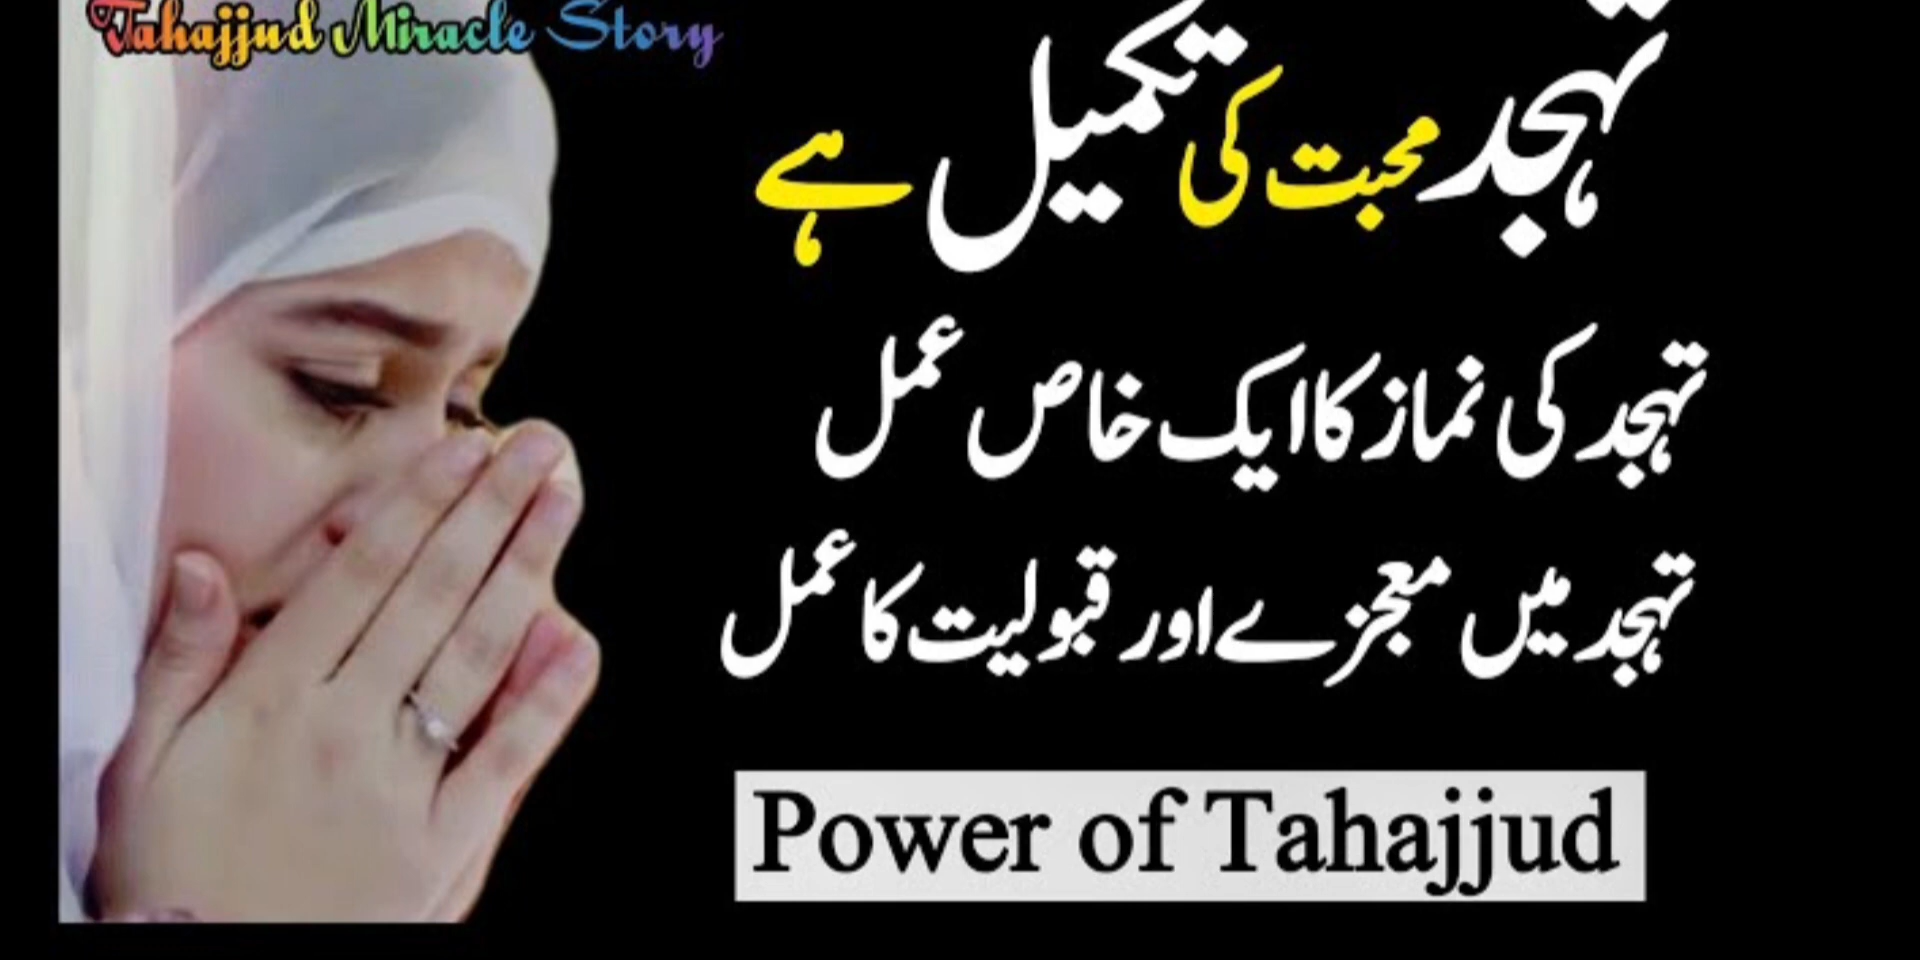 Tahajjud Miracle Story
تہجد محبت کی تکمیل ہے
تہجد کی نماز کا ایک خاص عمل
تہجد میں معجزے اور قبولیت کا عمل
Power of Tahajjud